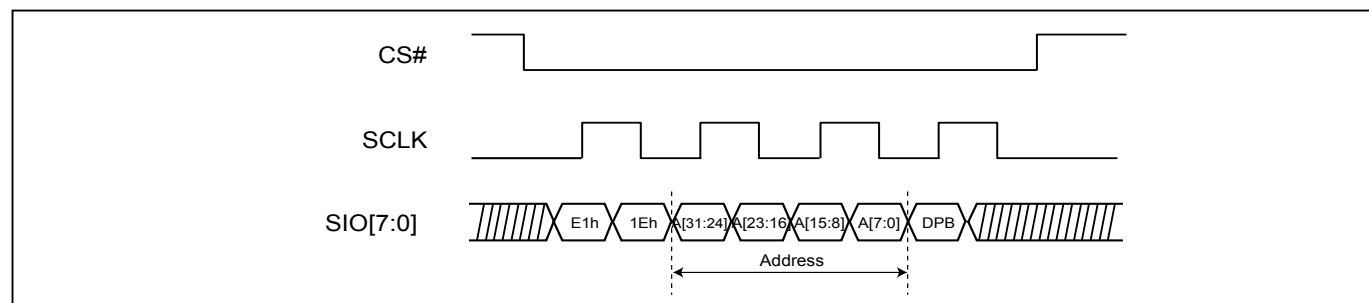 CS#
SCLK
SIO[7:0]
E1h 1Eh A[31:24] A[23:16] A[15:8] A[7:0] DPB
Address